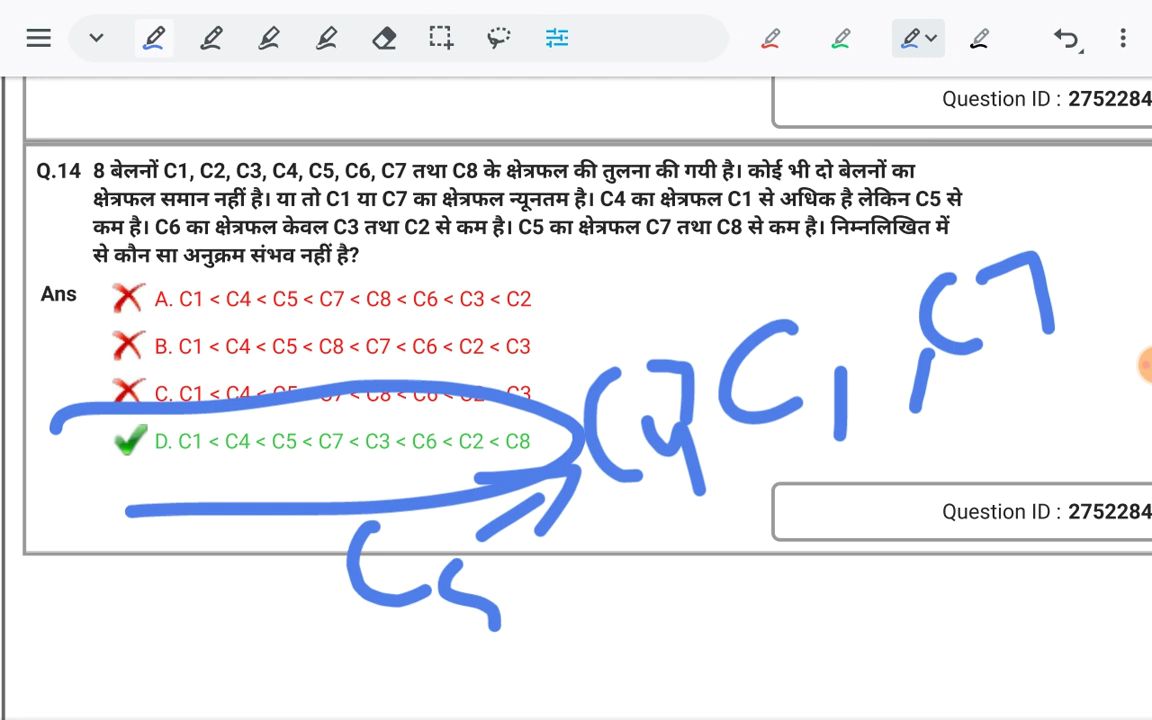 Question ID : 2752284
Q.14 8 बेलनों C1, C2, C3, C4, C5, C6, C7 तथा C8 के क्षेत्रफल की तुलना की गयी है। कोई भी दो बेलनों का
क्षेत्रफल समान नहीं है। या तो C1 या C7 का क्षेत्रफल न्यूनतम है। C4 का क्षेत्रफल C1 से अधिक है लेकिन C5 से
कम है। C6 का क्षेत्रफल केवल C3 तथा C2 से कम है। C5 का क्षेत्रफल C7 तथा C8 से कम है। निम्नलिखित में
से कौन सा अनुक्रम संभव नहीं है?
Ans
A. C1 < C4 < C5 < C7 < C8 < C6 < C3 < C2
B. C1 < C4 < C5 < C8 < C7 < C6 < C2 < C3
C. C1 < C4 < C5 < C7 < C8 < C6 < C2 < C3
D. C1 < C4 < C5 < C7 < C3 < C6 < C2 < C8
C1, C7
Question ID : 2752284